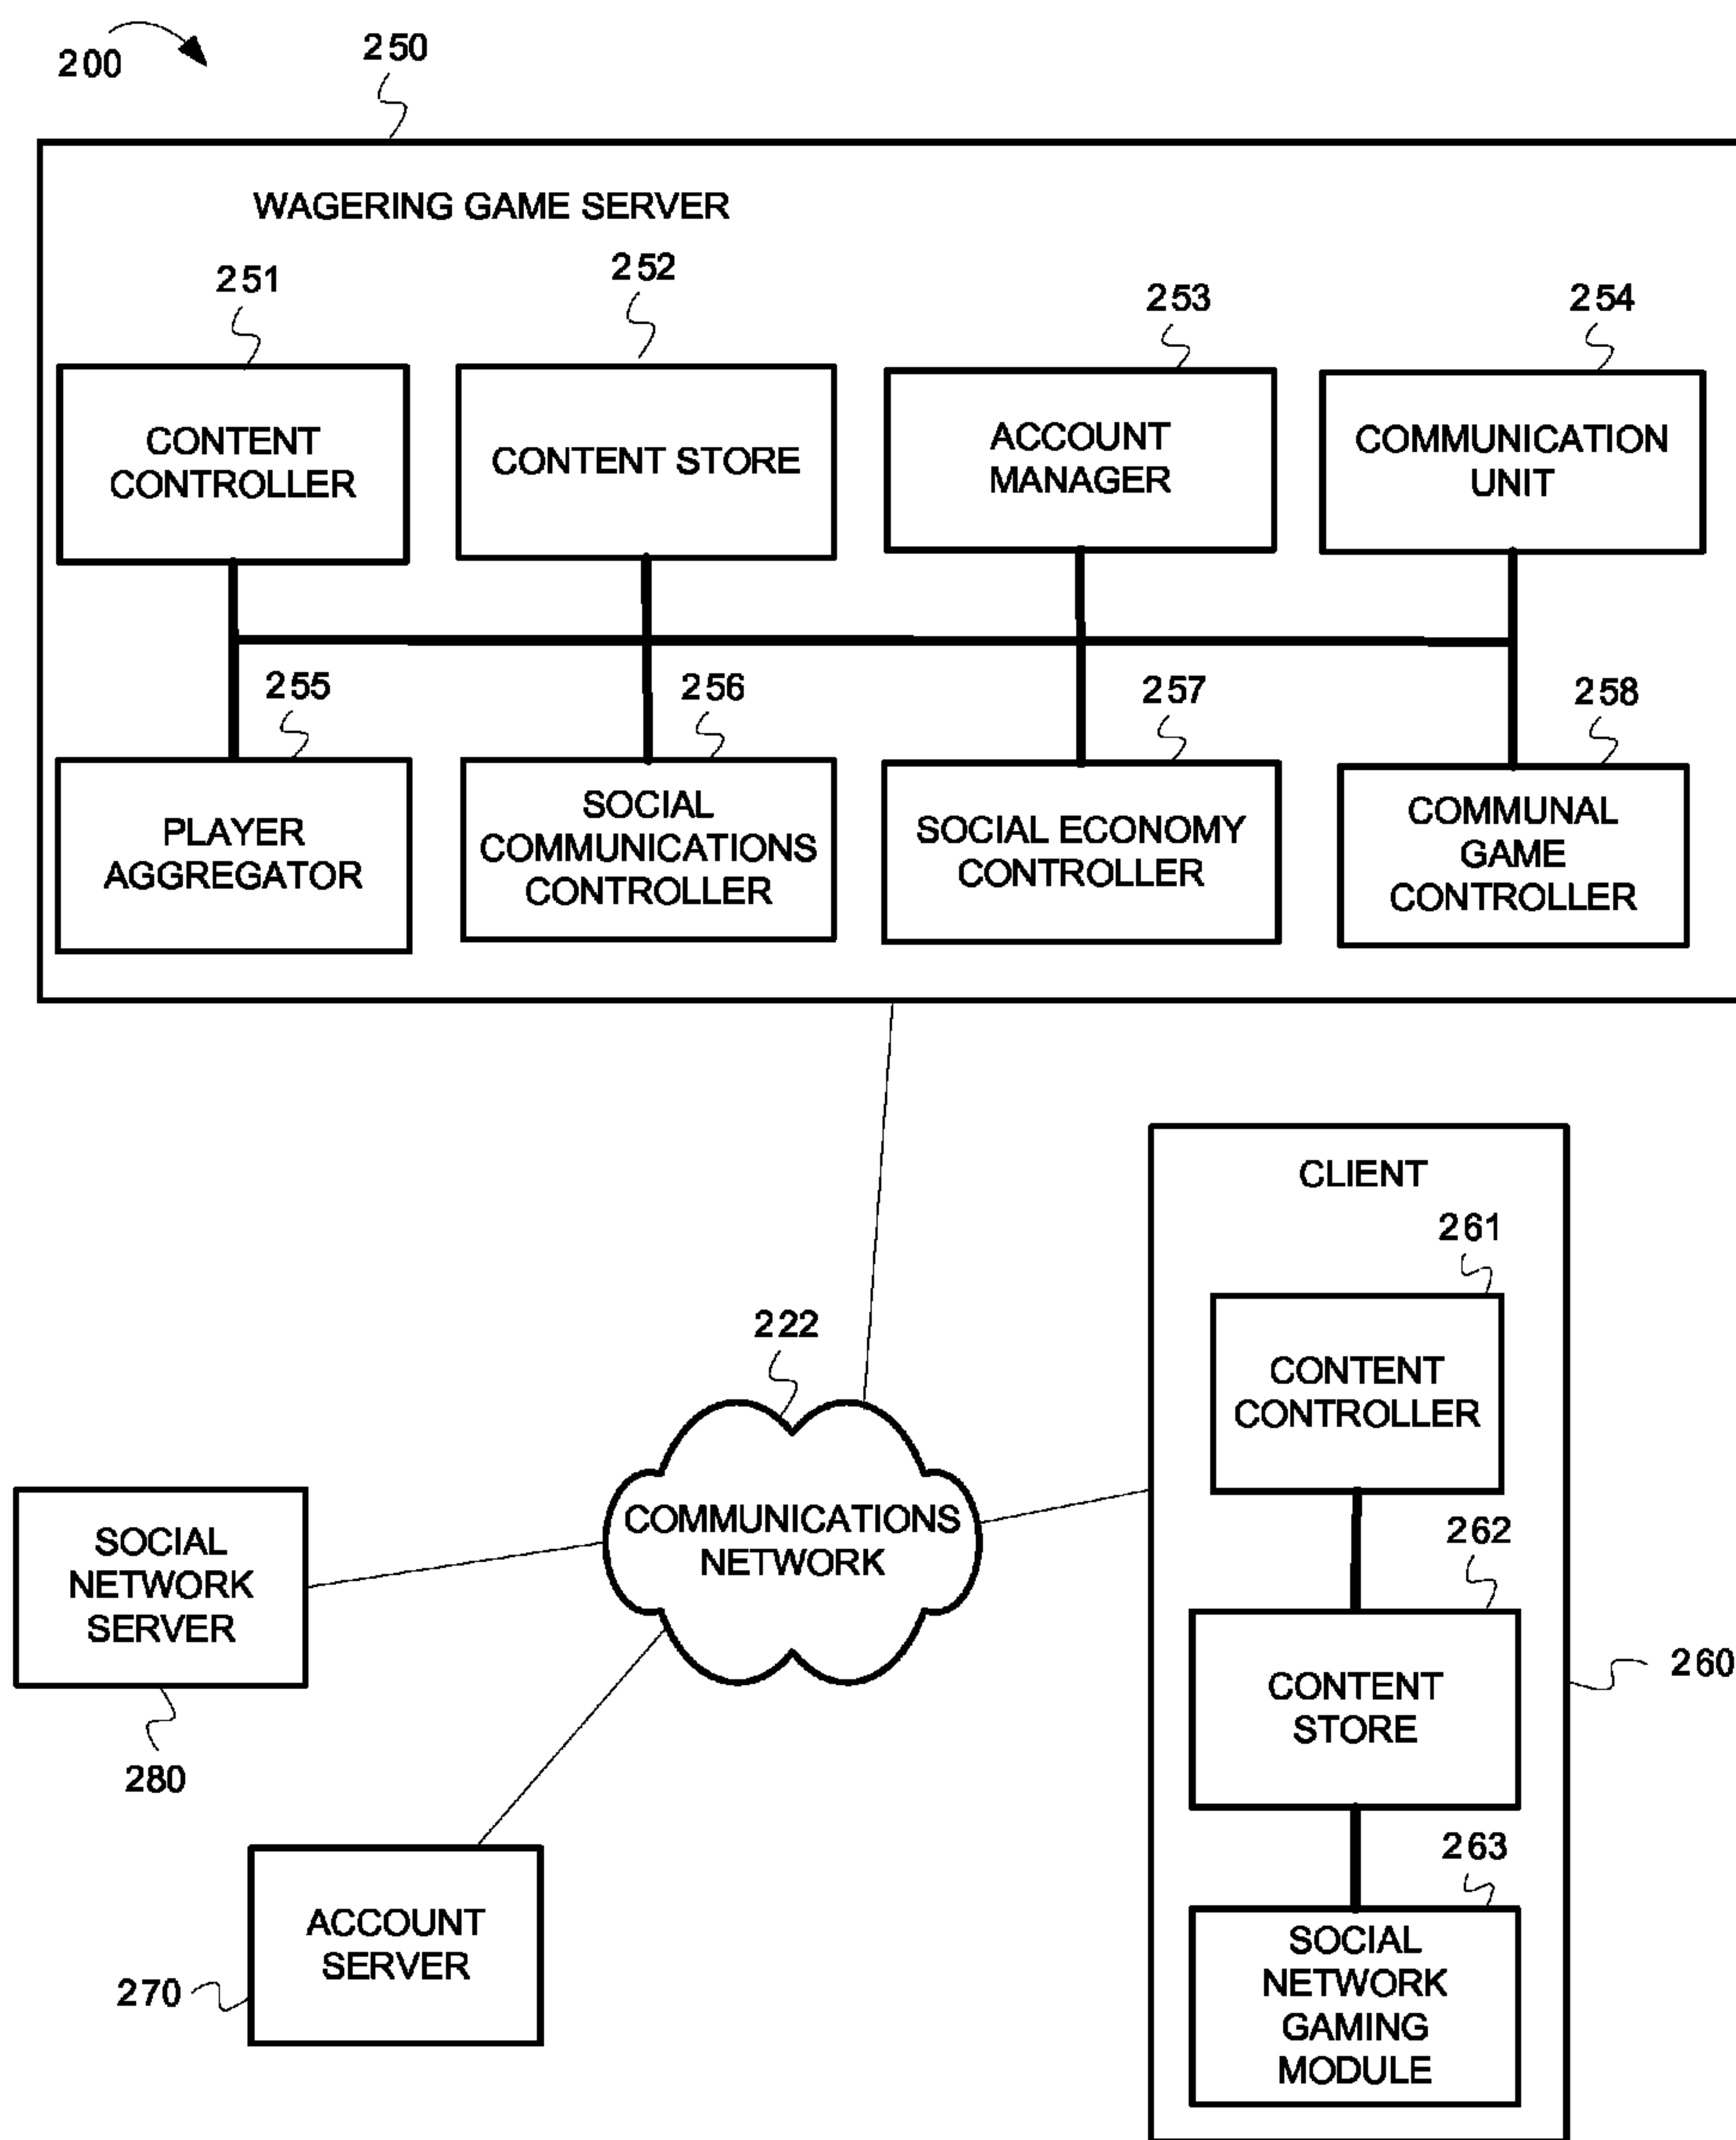 200
250
WAGERING GAME SERVER
251
252
253
254
CONTENT
CONTROLLER
CONTENT STORE
ACCOUNT
MANAGER
COMMUNICATION
UNIT
255
256
257
258
PLAYER
AGGREGATOR
SOCIAL
COMMUNICATIONS
CONTROLLER
SOCIAL ECONOMY
CONTROLLER
COMMUNAL
GAME
CONTROLLER
CLIENT
261
CONTENT
CONTROLLER
222
COMMUNICATIONS
NETWORK
SOCIAL
NETWORK
SERVER
280
262
CONTENT
STORE
260
263
SOCIAL
NETWORK
GAMING
MODULE
ACCOUNT
SERVER
270